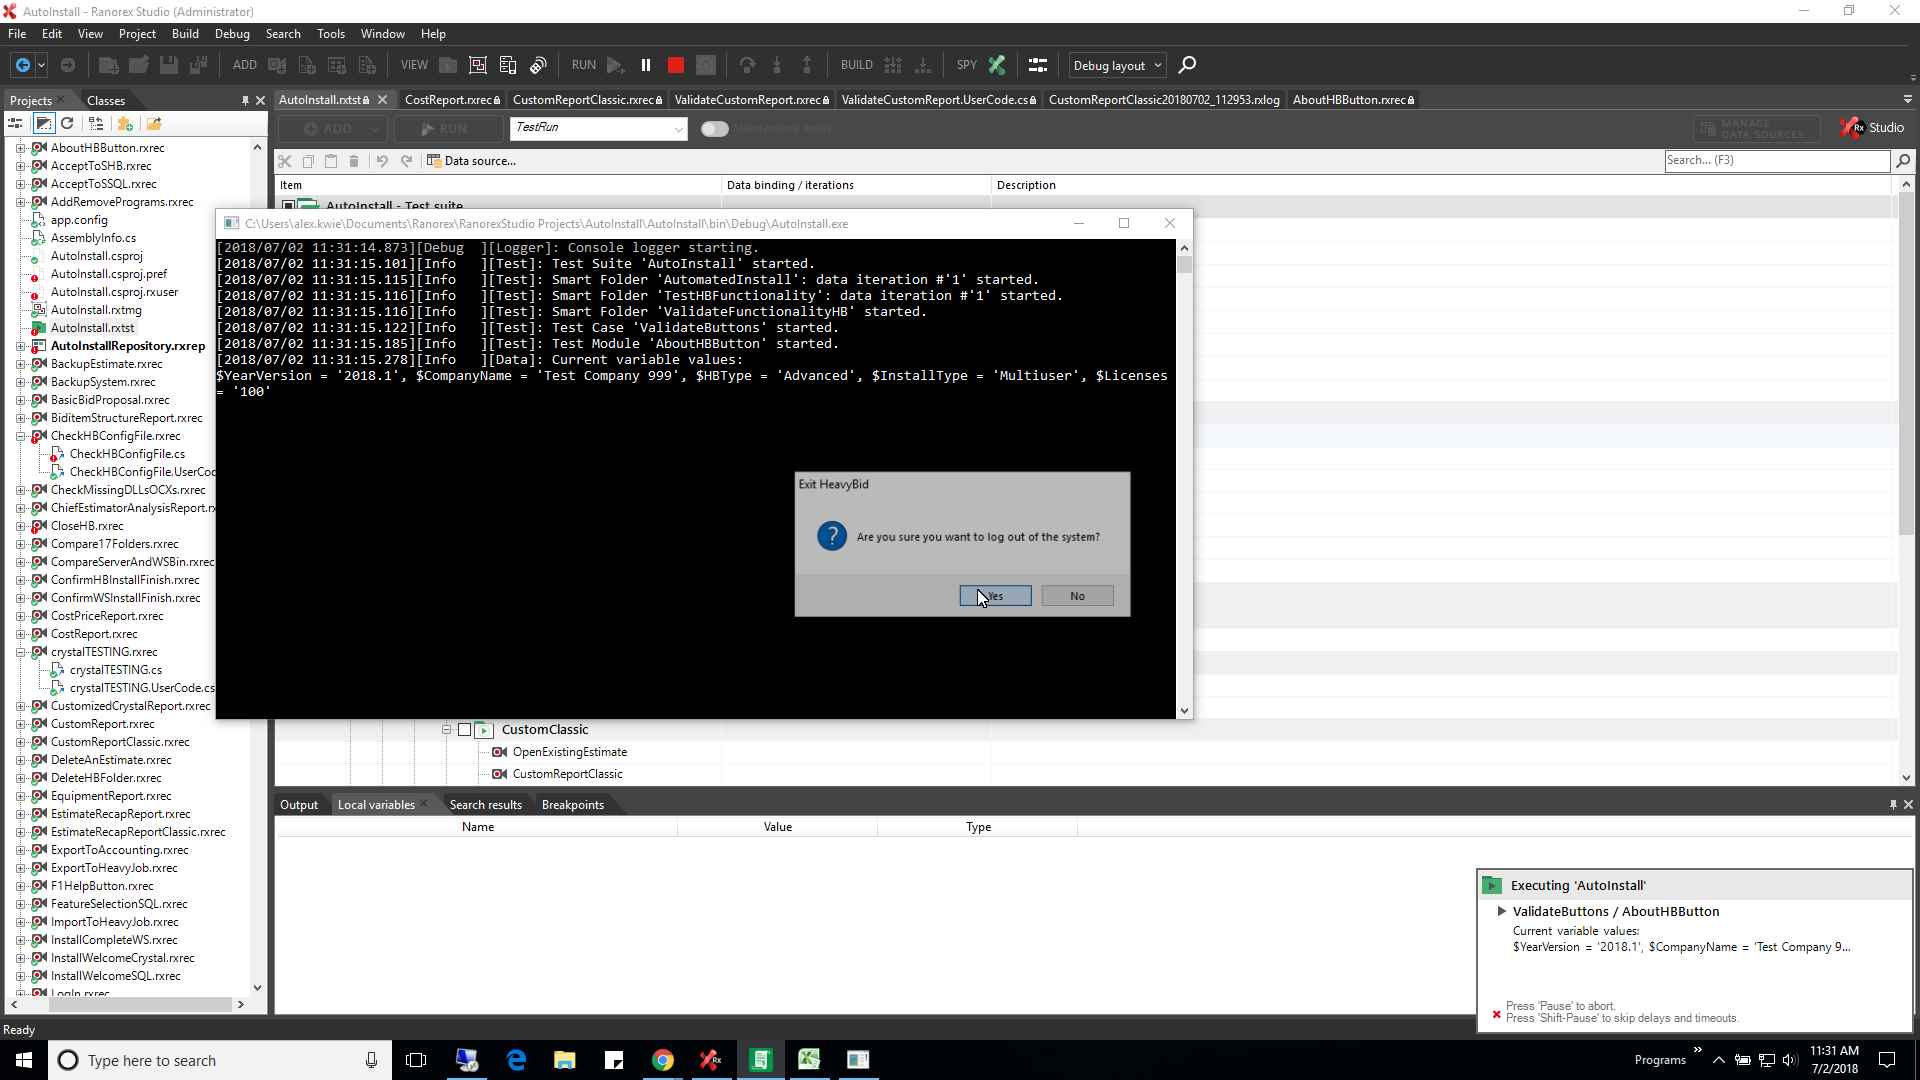 AutoInstall - Ranorex Studio (Administrator)
File Edit View Project Build Debug Search Tools Window Help
ADD VIEW RUN BUILD SPY Debug layout
Projects Classes
AutoInstall.rxtst CostReport.rxrec CustomReportClassic.rxrec ValidateCustomReport.rxrec ValidateCustomReport.UserCode.cs CustomReportClassic20180702_112953.rxlog AboutHBButton.rxrec
ADD RUN TestRun MANAGE DATA SOURCES Rx Studio
Data source... Search... (F3)
Item Data binding / iterations Description
AutoInstall - Test suite
AboutHBButton.rxrec
AcceptToSHB.rxrec
AcceptToSSQL.rxrec
AddRemovePrograms.rxrec
app.config
AssemblyInfo.cs
AutoInstall.csproj
AutoInstall.csproj.pref
AutoInstall.csproj.rxuser
AutoInstall.rxtmg
AutoInstall.rxtst
AutoInstallRepository.rxrep
BackupEstimate.rxrec
BackupSystem.rxrec
BasicBidProposal.rxrec
BiditemStructureReport.rxrec
CheckHBConfigFile.rxrec
CheckHBConfigFile.cs
CheckHBConfigFile.UserCod
CheckMissingDLLsOCXs.rxrec
ChiefEstimatorAnalysisReport.r
CloseHB.rxrec
Compare17Folders.rxrec
CompareServerAndWSBin.rxrec
ConfirmHBInstallFinish.rxrec
ConfirmWSInstallFinish.rxrec
CostPriceReport.rxrec
CostReport.rxrec
crystalTESTING.rxrec
crystalTESTING.cs
crystalTESTING.UserCode.cs
CustomizedCrystalReport.rxrec
CustomReport.rxrec
CustomReportClassic.rxrec
DeleteAnEstimate.rxrec
DeleteHBFolder.rxrec
EquipmentReport.rxrec
EstimateRecapReport.rxrec
EstimateRecapReportClassic.rxrec
ExportToAccounting.rxrec
ExportToHeavyJob.rxrec
F1HelpButton.rxrec
FeatureSelectionSQL.rxrec
ImportToHeavyJob.rxrec
InstallCompleteWS.rxrec
InstallWelcomeCrystal.rxrec
InstallWelcomeSQL.rxrec
LogIn.rxrec
C:\Users\alex.kwie\Documents\Ranorex\RanorexStudio Projects\AutoInstall\AutoInstall\bin\Debug\AutoInstall.exe
[2018/07/02 11:31:14.873][Debug ][Logger]: Console logger starting.
[2018/07/02 11:31:15.101][Info ][Test]: Test Suite 'AutoInstall' started.
[2018/07/02 11:31:15.115][Info ][Test]: Smart Folder 'AutomatedInstall': data iteration #'1' started.
[2018/07/02 11:31:15.116][Info ][Test]: Smart Folder 'TestHBFunctionality': data iteration #'1' started.
[2018/07/02 11:31:15.116][Info ][Test]: Smart Folder 'ValidateFunctionalityHB' started.
[2018/07/02 11:31:15.122][Info ][Test]: Test Case 'ValidateButtons' started.
[2018/07/02 11:31:15.185][Info ][Test]: Test Module 'AboutHBButton' started.
[2018/07/02 11:31:15.278][Info ][Data]: Current variable values:
$YearVersion = '2018.1', $CompanyName = 'Test Company 999', $HBType = 'Advanced', $InstallType = 'Multiuser', $Licenses
= '100'
Exit HeavyBid
Are you sure you want to log out of the system?
Yes No
CustomClassic
OpenExistingEstimate
CustomReportClassic
Output Local variables Search results Breakpoints
Name Value Type
Executing 'AutoInstall'
ValidateButtons / AboutHBButton
Current variable values:
$YearVersion = '2018.1', $CompanyName = 'Test Company 9...
Press 'Pause' to abort.
Press 'Shift-Pause' to skip delays and timeouts.
Ready
Type here to search
Programs
11:31 AM
7/2/2018